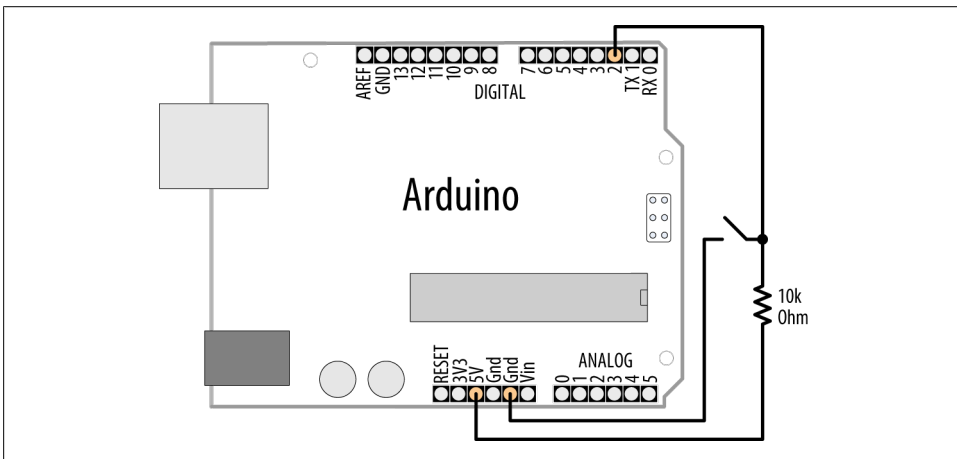 AREF
GND
13
12
11
10
9
8
7
6
5
4
3
2
TX 1
RX 0
DIGITAL
Arduino
10k
Ohm
RESET
3V3
5V
Gnd
Gnd
Vin
ANALOG
0
1
2
3
4
5